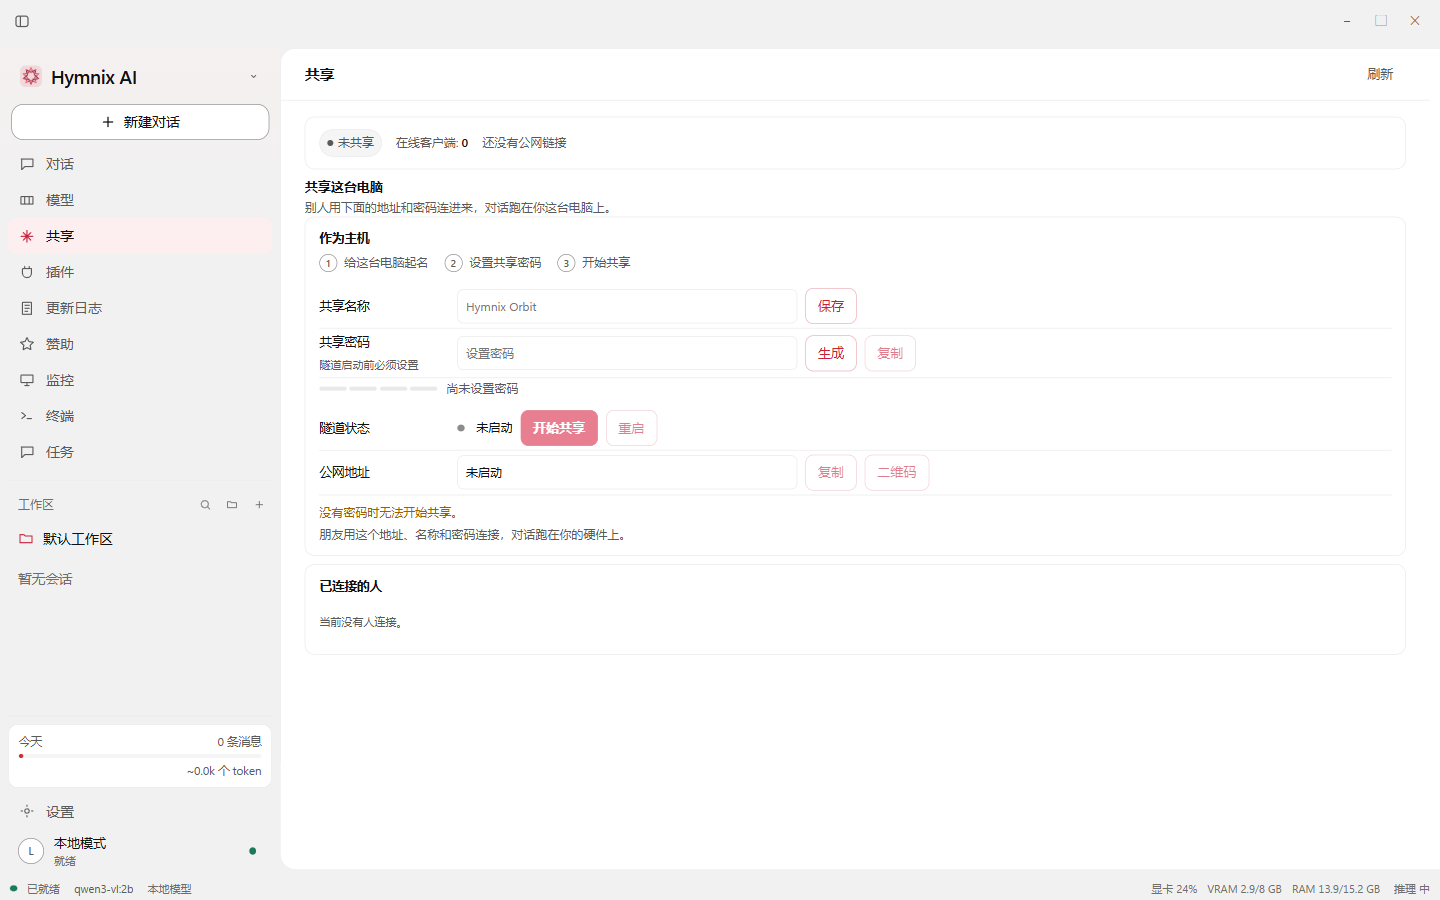 Hymnix AI
新建对话
对话
模型
共享
插件
更新日志
赞助
监控
终端
任务
工作区
默认工作区
暂无会话
今天 0 条消息
~0.0k 个 token
设置
L 本地模式
就绪
共享 刷新
未共享 在线客户端: 0 还没有公网链接
共享这台电脑
别人用下面的地址和密码连进来，对话跑在你这台电脑上。
作为主机
1 给这台电脑起名 2 设置共享密码 3 开始共享
共享名称 Hymnix Orbit 保存
共享密码 设置密码 生成 复制
隧道启动前必须设置
尚未设置密码
隧道状态 未启动 开始共享 重启
公网地址 未启动 复制 二维码
没有密码时无法开始共享。
朋友用这个地址、名称和密码连接，对话跑在你的硬件上。
已连接的人
当前没有人连接。
已就绪 qwen3-vl:2b 本地模型 显卡 24% VRAM 2.9/8 GB RAM 13.9/15.2 GB 推理 中